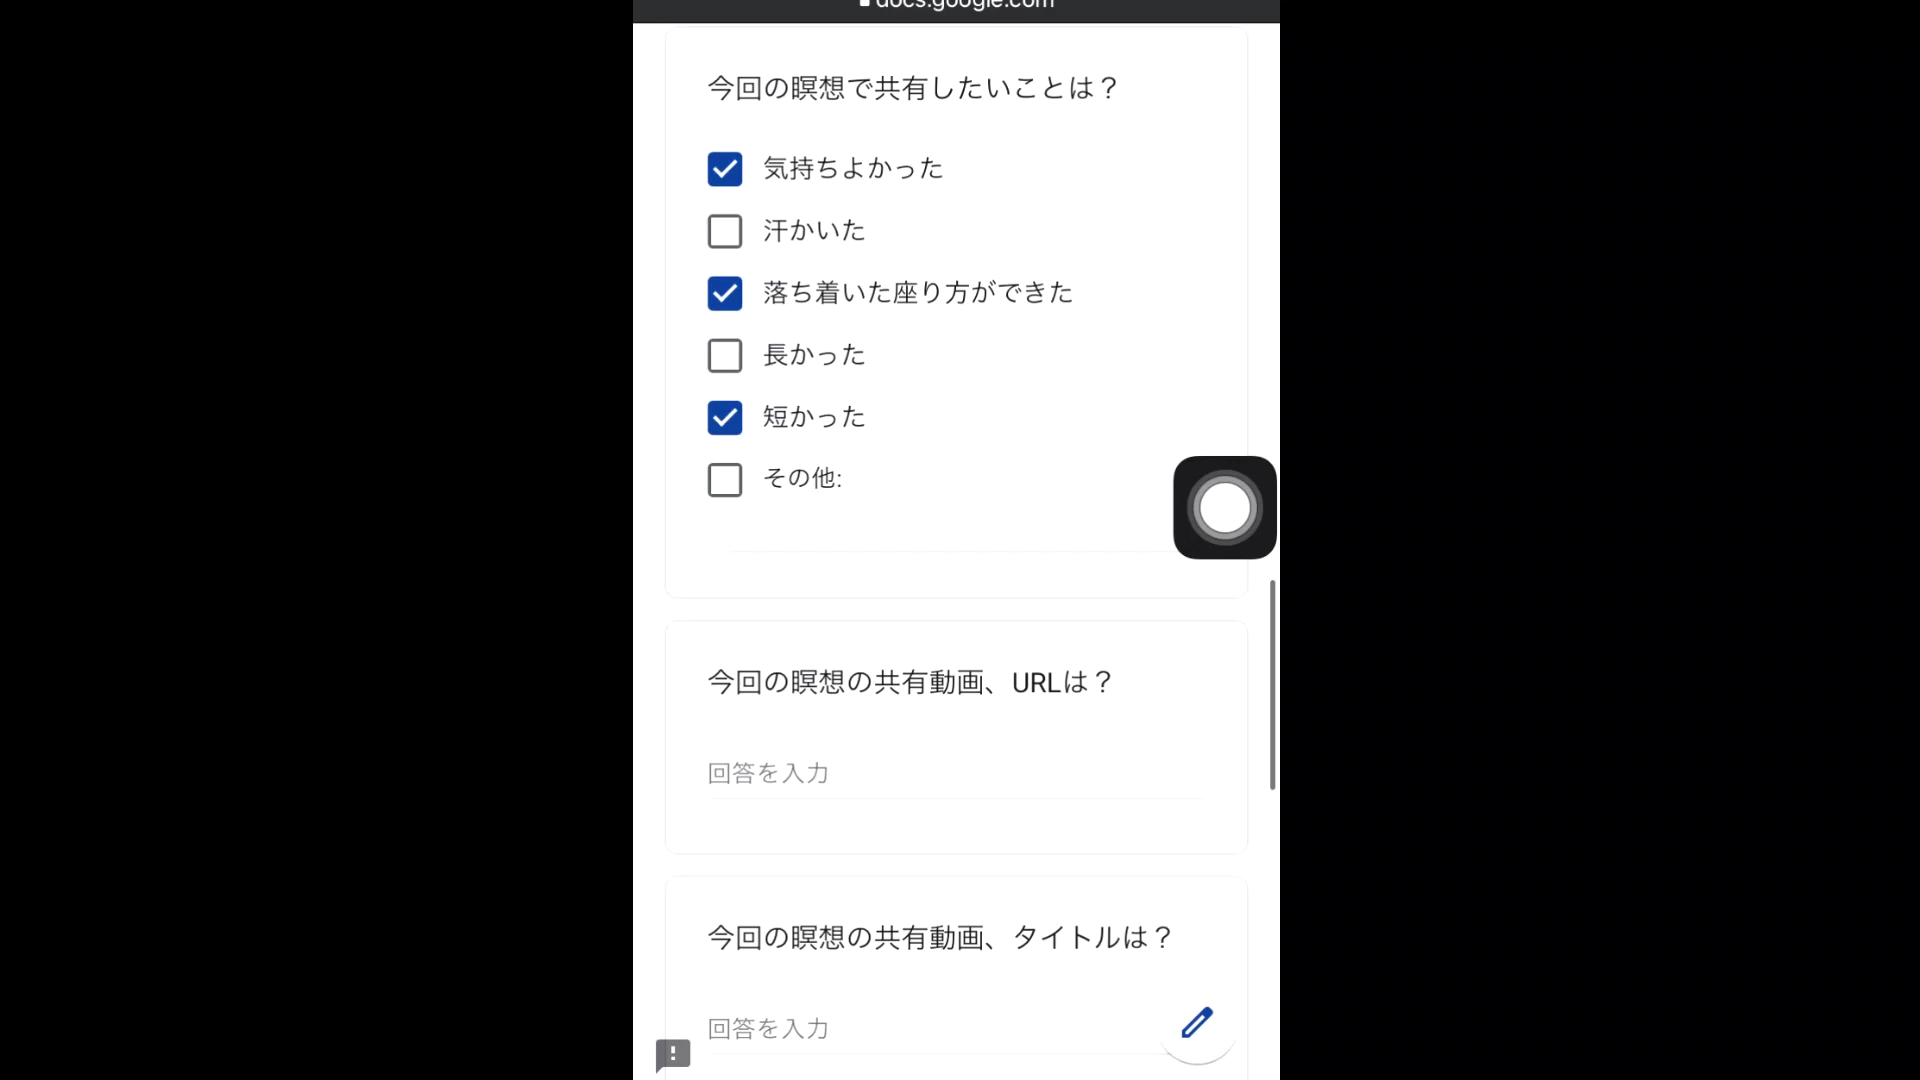 docs.google.com
今回の瞑想で共有したいことは？
気持ちよかった
汗かいた
落ち着いた座り方ができた
長かった
短かった
その他:
今回の瞑想の共有動画、URLは？
回答を入力
今回の瞑想の共有動画、タイトルは？
回答を入力